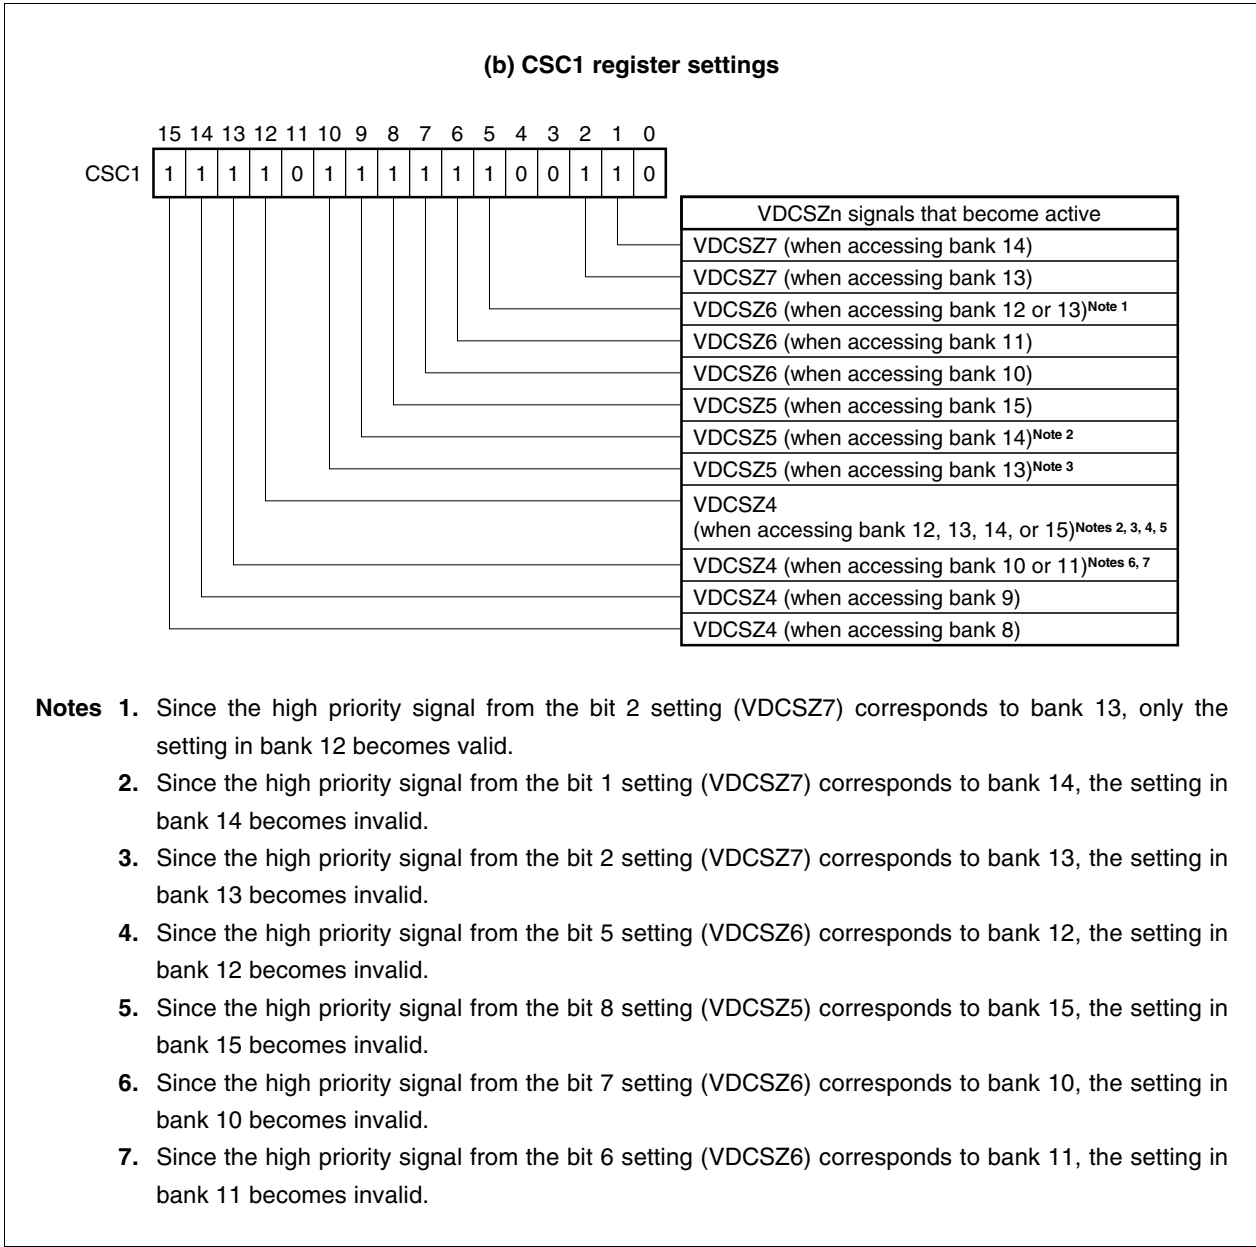 (b) CSC1 register settings
15 14 13 12 11 10 9 8 7 6 5 4 3 2 1 0
CSC1 1 1 1 1 0 1 1 1 1 1 1 0 0 1 1 0
VDCSZn signals that become active
VDCSZ7 (when accessing bank 14)
VDCSZ7 (when accessing bank 13)
VDCSZ6 (when accessing bank 12 or 13)Note 1
VDCSZ6 (when accessing bank 11)
VDCSZ6 (when accessing bank 10)
VDCSZ5 (when accessing bank 15)
VDCSZ5 (when accessing bank 14)Note 2
VDCSZ5 (when accessing bank 13)Note 3
VDCSZ4
(when accessing bank 12, 13, 14, or 15)Notes 2, 3, 4, 5
VDCSZ4 (when accessing bank 10 or 11)Notes 6, 7
VDCSZ4 (when accessing bank 9)
VDCSZ4 (when accessing bank 8)
Notes 1. Since the high priority signal from the bit 2 setting (VDCSZ7) corresponds to bank 13, only the
setting in bank 12 becomes valid.
2. Since the high priority signal from the bit 1 setting (VDCSZ7) corresponds to bank 14, the setting in
bank 14 becomes invalid.
3. Since the high priority signal from the bit 2 setting (VDCSZ7) corresponds to bank 13, the setting in
bank 13 becomes invalid.
4. Since the high priority signal from the bit 5 setting (VDCSZ6) corresponds to bank 12, the setting in
bank 12 becomes invalid.
5. Since the high priority signal from the bit 8 setting (VDCSZ5) corresponds to bank 15, the setting in
bank 15 becomes invalid.
6. Since the high priority signal from the bit 7 setting (VDCSZ6) corresponds to bank 10, the setting in
bank 10 becomes invalid.
7. Since the high priority signal from the bit 6 setting (VDCSZ6) corresponds to bank 11, the setting in
bank 11 becomes invalid.